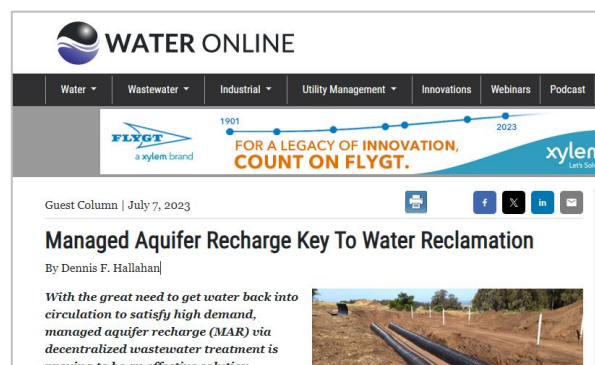 WATER ONLINE
Water Wastewater Industrial Utility Management Innovations Webinars Podcast
1901
2023
FLYGT
a xylem brand
FOR A LEGACY OF INNOVATION,
COUNT ON FLYGT.
xylem
Let's Sol
Guest Column | July 7, 2023
f X in
Managed Aquifer Recharge Key To Water Reclamation
By Dennis F. Hallahan
With the great need to get water back into
circulation to satisfy high demand,
managed aquifer recharge (MAR) via
decentralized wastewater treatment is